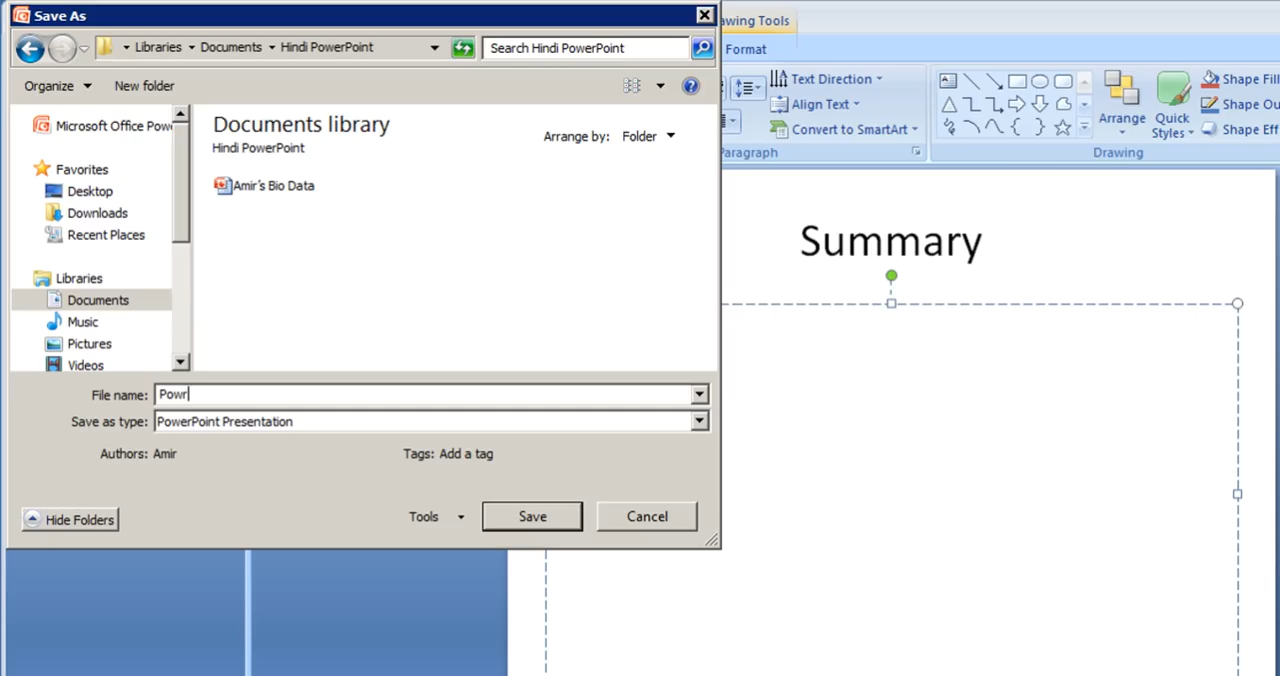 Save As
Libraries Documents Hindi PowerPoint
Search Hindi PowerPoint
Organize New folder
Microsoft Office Pow
Favorites
Desktop
Downloads
Recent Places
Libraries
Documents
Music
Pictures
Videos
Documents library
Hindi PowerPoint
Arrange by: Folder
Amir's Bio Data
File name: Powr
Save as type: PowerPoint Presentation
Authors: Amir Tags: Add a tag
Hide Folders Tools Save Cancel
awing Tools
Format
Text Direction
Align Text
Convert to SmartArt
Paragraph
Arrange
Quick
Styles
Shape Fill
Shape Ou
Shape Eff
Drawing
Summary